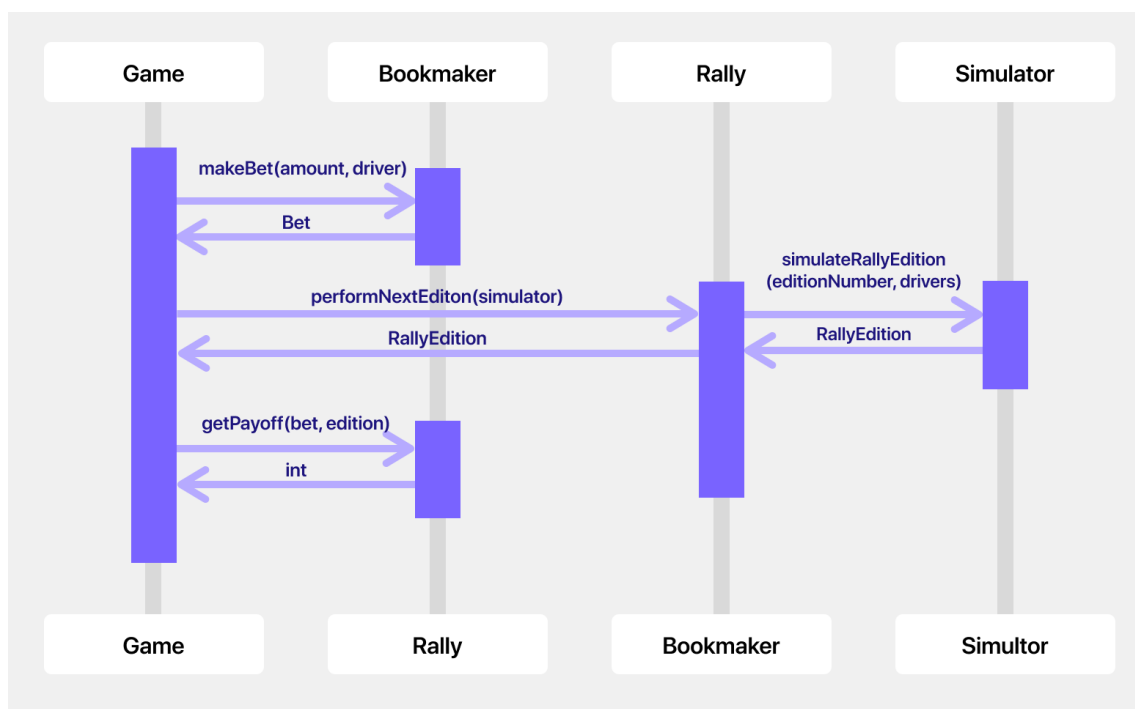 Game
Bookmaker
Rally
Simulator
makeBet(amount, driver)
Bet
simulateRallyEdition
(editionNumber, drivers)
performNextEditon(simulator)
RallyEdition
RallyEdition
getPayoff(bet, edition)
int
Game
Rally
Bookmaker
Simultor